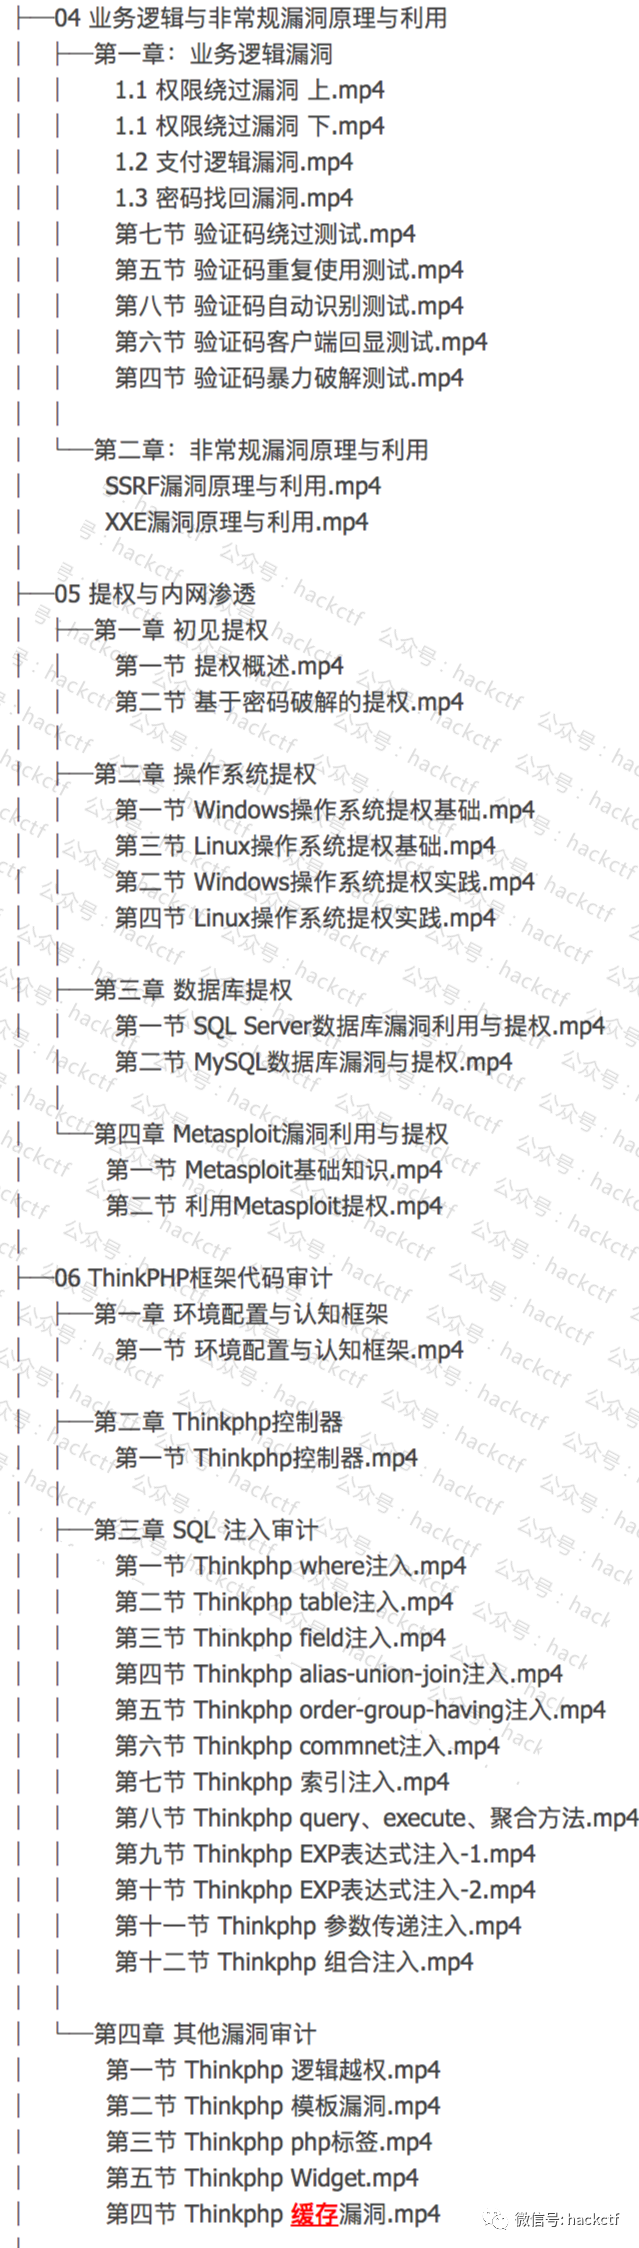 04 业务逻辑与非常规漏洞原理与利用
第一章：业务逻辑漏洞
1.1 权限绕过漏洞 上.mp4
1.1 权限绕过漏洞 下.mp4
1.2 支付逻辑漏洞.mp4
1.3 密码找回漏洞.mp4
第七节 验证码绕过测试.mp4
第五节 验证码重复使用测试.mp4
第八节 验证码自动识别测试.mp4
第六节 验证码客户端回显测试.mp4
第四节 验证码暴力破解测试.mp4
第二章：非常规漏洞原理与利用
SSRF漏洞原理与利用.mp4
XXE漏洞原理与利用.mp4
05 提权与内网渗透
第一章 初见提权
第一节 提权概述.mp4
第二节 基于密码破解的提权.mp4
第二章 操作系统提权
第一节 Windows操作系统提权基础.mp4
第三节 Linux操作系统提权基础.mp4
第二节 Windows操作系统提权实践.mp4
第四节 Linux操作系统提权实践.mp4
第三章 数据库提权
第一节 SQL Server数据库漏洞利用与提权.mp4
第二节 MySQL数据库漏洞与提权.mp4
第四章 Metasploit漏洞利用与提权
第一节 Metasploit基础知识.mp4
第二节 利用Metasploit提权.mp4
06 ThinkPHP框架代码审计
第一章 环境配置与认知框架
第一节 环境配置与认知框架.mp4
第二章 Thinkphp控制器
第一节 Thinkphp控制器.mp4
第三章 SQL 注入审计
第一节 Thinkphp where注入.mp4
第二节 Thinkphp table注入.mp4
第三节 Thinkphp field注入.mp4
第四节 Thinkphp alias-union-join注入.mp4
第五节 Thinkphp order-group-having注入.mp4
第六节 Thinkphp commnet注入.mp4
第七节 Thinkphp 索引注入.mp4
第八节 Thinkphp query、execute、聚合方法.mp4
第九节 Thinkphp EXP表达式注入-1.mp4
第十节 Thinkphp EXP表达式注入-2.mp4
第十一节 Thinkphp 参数传递注入.mp4
第十二节 Thinkphp 组合注入.mp4
第四章 其他漏洞审计
第一节 Thinkphp 逻辑越权.mp4
第二节 Thinkphp 模板漏洞.mp4
第三节 Thinkphp php标签.mp4
第五节 Thinkphp Widget.mp4
第四节 Thinkphp 缓存漏洞.mp4
微信号: hackctf
公众号：hackctf